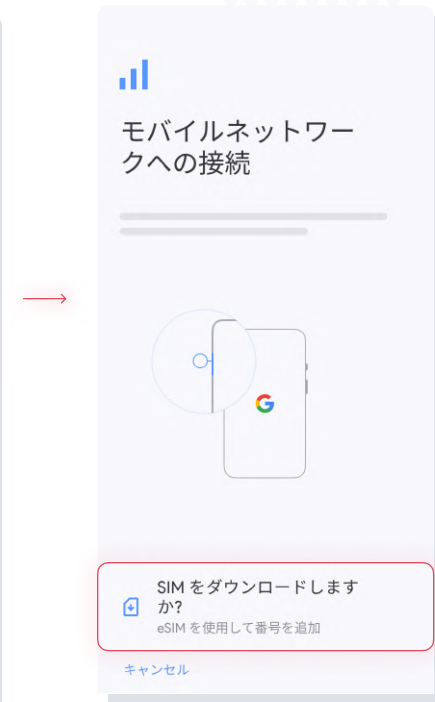 モバイルネットワー
クへの接続
SIM をダウンロードします
か?
eSIM を使用して番号を追加
キャンセル